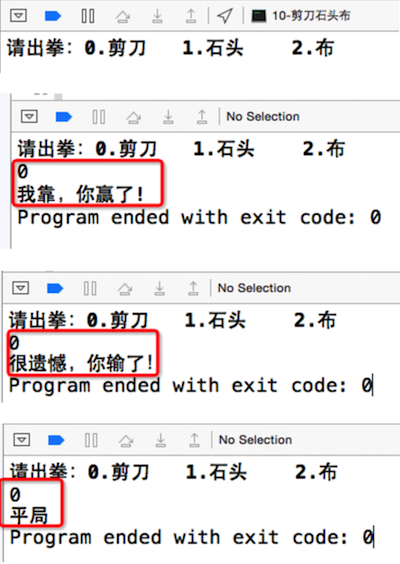 10-剪刀石头布
请出拳：0.剪刀 1.石头 2.布
No Selection
请出拳：0.剪刀 1.石头 2.布
0
我靠，你赢了！
Program ended with exit code: 0
No Selection
请出拳：0.剪刀 1.石头 2.布
0
很遗憾，你输了！
Program ended with exit code: 0
No Selection
请出拳：0.剪刀 1.石头 2.布
0
平局
Program ended with exit code: 0